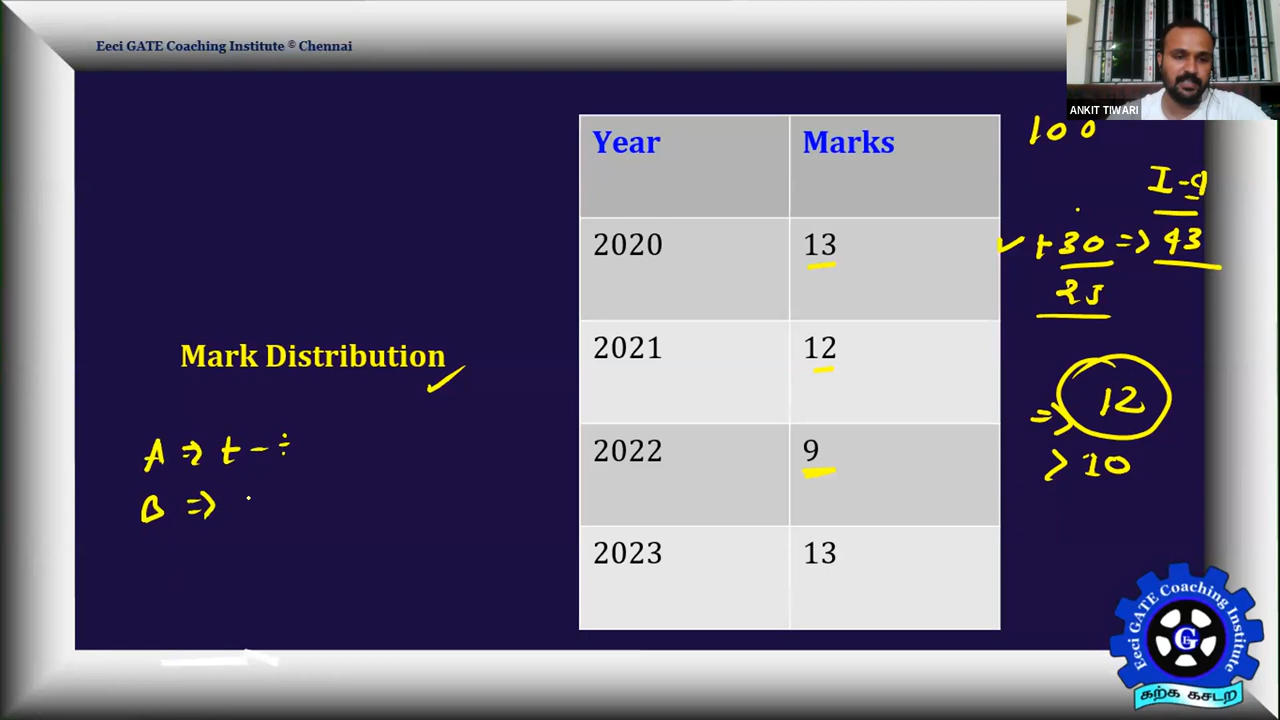 Eeci GATE Coaching Institute © Chennai
ANKIT TIWARI
Year Marks
2020 13
2021 12
2022 9
2023 13
Mark Distribution
A => + - ÷
B =>
100
+ 30 => 43
25
=> 12
> 10
Eeci GATE Coaching Institute
கற்க கசடற